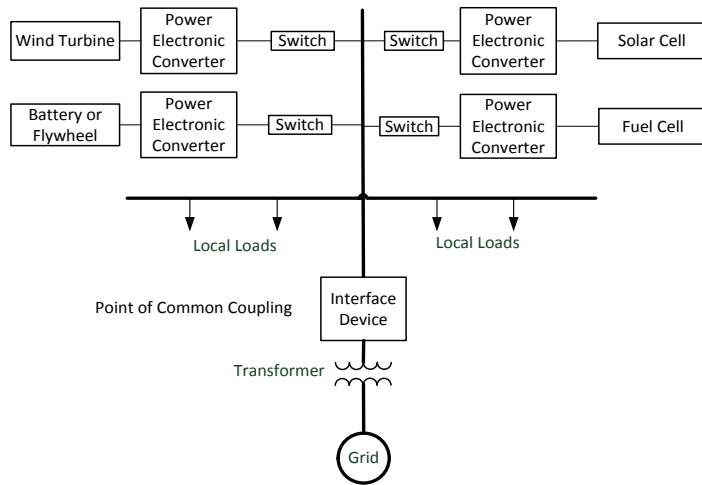 Wind Turbine
Power
Electronic
Converter
Switch
Switch
Power
Electronic
Converter
Solar Cell
Battery or
Flywheel
Power
Electronic
Converter
Switch
Switch
Power
Electronic
Converter
Fuel Cell
Local Loads
Local Loads
Point of Common Coupling
Interface
Device
Transformer
Grid